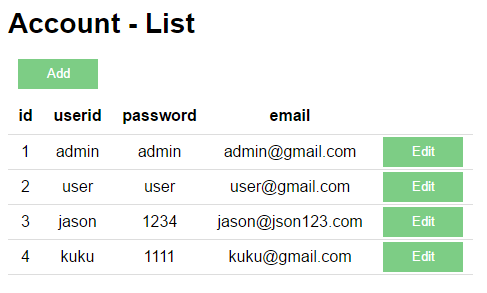 Account - List
Add
id userid password email
1 admin admin admin@gmail.com Edit
2 user user user@gmail.com Edit
3 jason 1234 jason@json123.com Edit
4 kuku 1111 kuku@gmail.com Edit